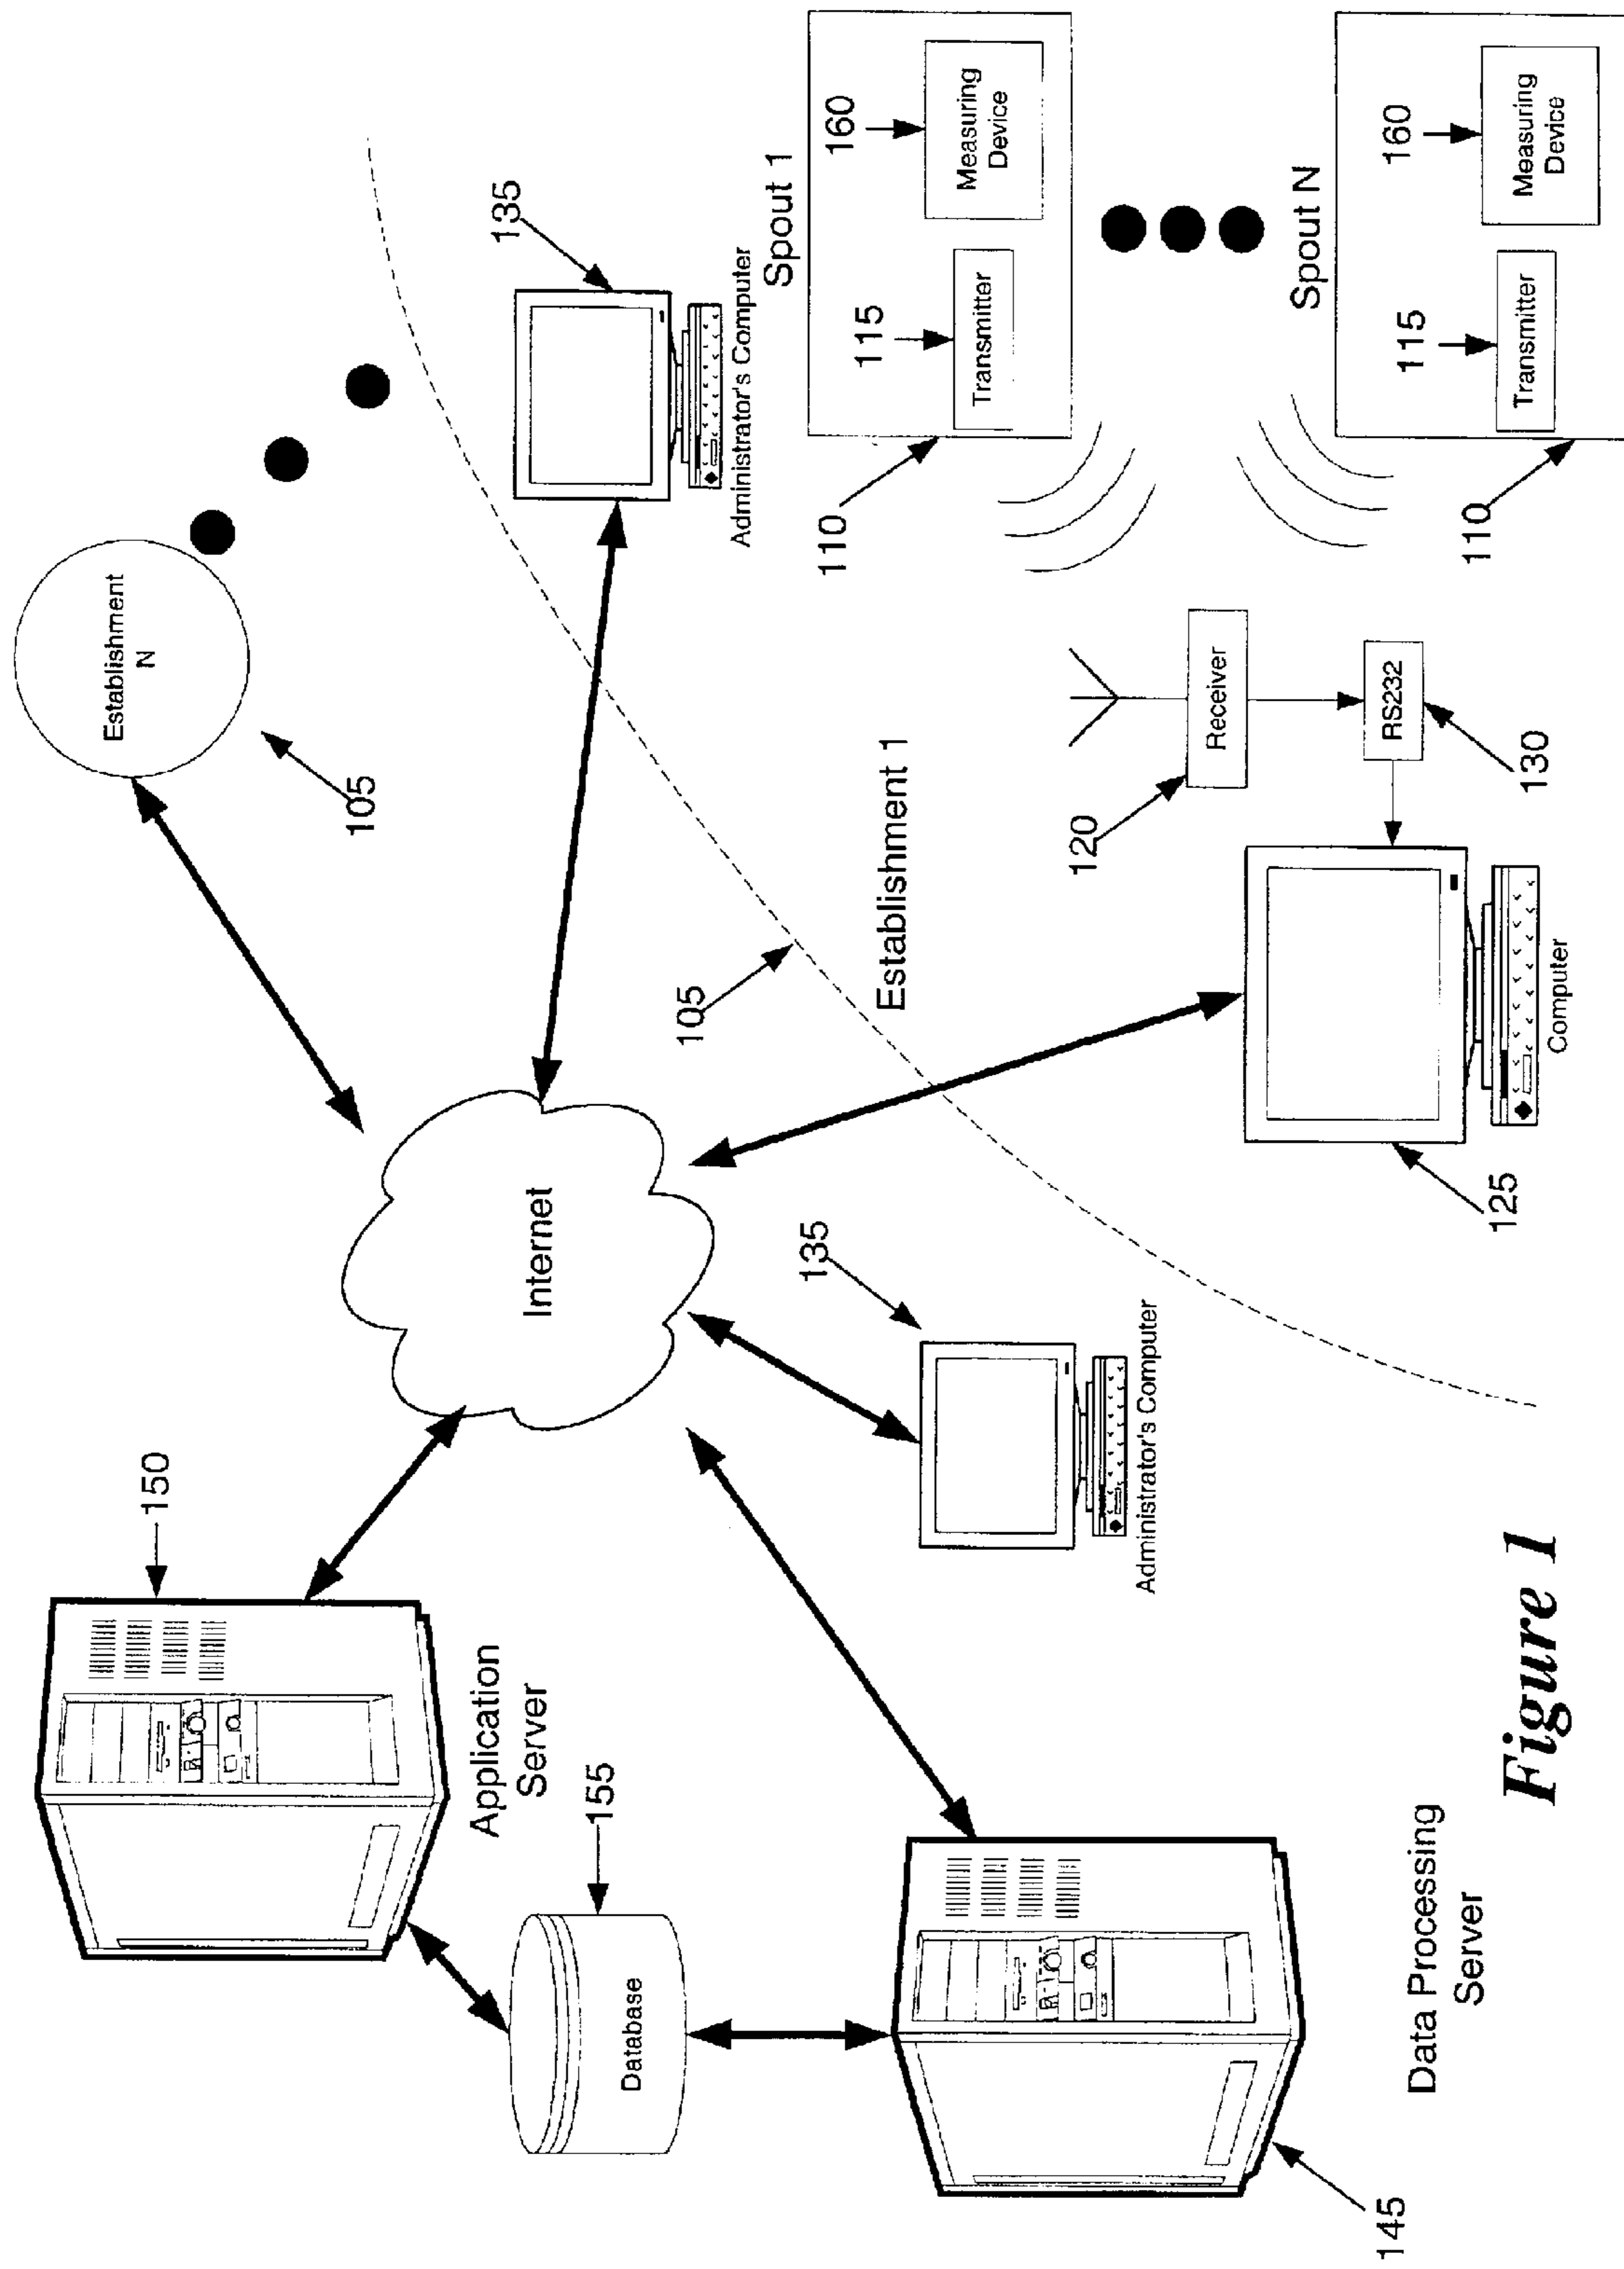 150
Application
Server
155
Database
Data Processing
Server
145
Internet
Establishment
N
105
135
Administrator's Computer
135
Administrator's Computer
105
Establishment 1
125
Computer
120
Receiver
RS232
130
Spout 1
110
115
Transmitter
160
Measuring
Device
Spout N
110
115
Transmitter
160
Measuring
Device
Figure 1